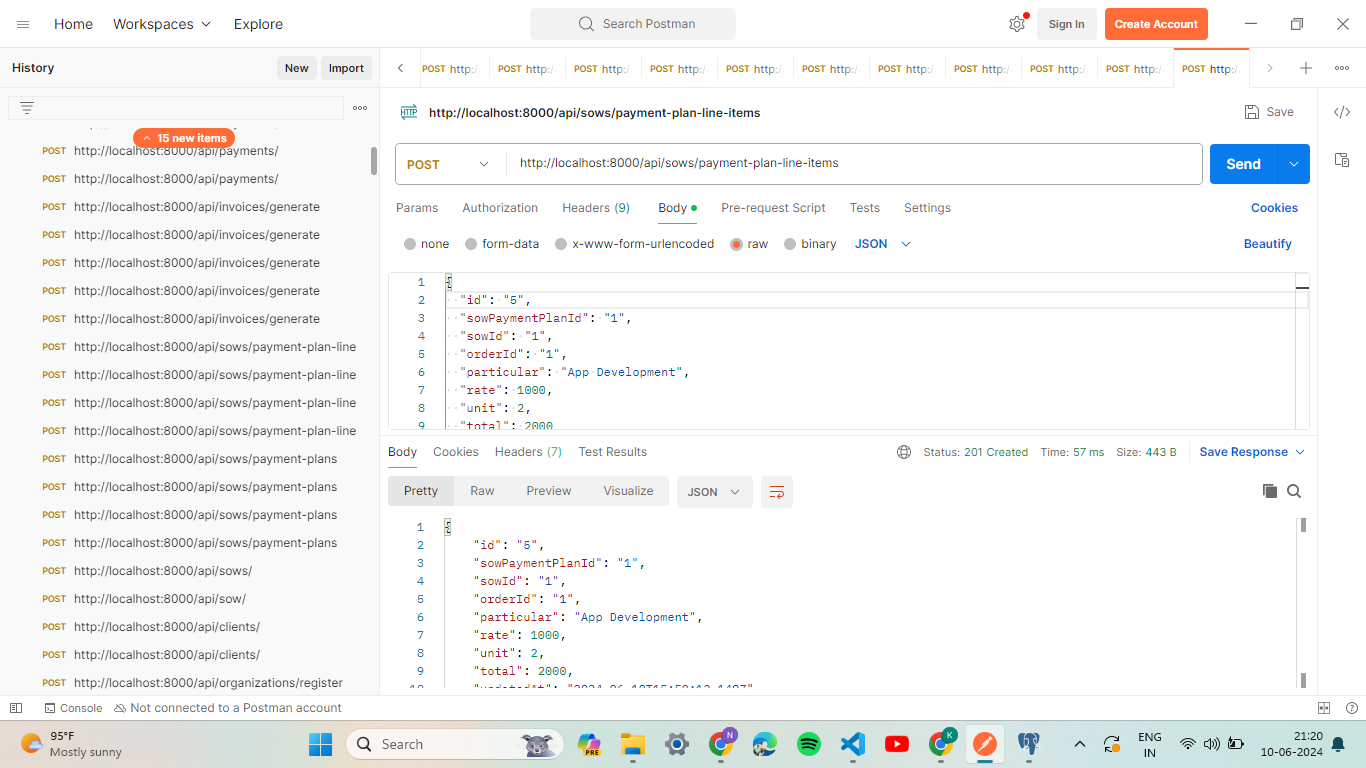 Home Workspaces Explore Search Postman Sign In Create Account
History New Import
POST http:/ POST http:/ POST http:/ POST http:/ POST http:/ POST http:/ POST http:/ POST http:/ POST http:/ POST http:/ POST http:/
15 new items
POST http://localhost:8000/api/payments/
POST http://localhost:8000/api/payments/
POST http://localhost:8000/api/invoices/generate
POST http://localhost:8000/api/invoices/generate
POST http://localhost:8000/api/invoices/generate
POST http://localhost:8000/api/invoices/generate
POST http://localhost:8000/api/invoices/generate
POST http://localhost:8000/api/sows/payment-plan-line
POST http://localhost:8000/api/sows/payment-plan-line
POST http://localhost:8000/api/sows/payment-plan-line
POST http://localhost:8000/api/sows/payment-plan-line
POST http://localhost:8000/api/sows/payment-plans
POST http://localhost:8000/api/sows/payment-plans
POST http://localhost:8000/api/sows/payment-plans
POST http://localhost:8000/api/sows/payment-plans
POST http://localhost:8000/api/sows/
POST http://localhost:8000/api/sow/
POST http://localhost:8000/api/clients/
POST http://localhost:8000/api/clients/
POST http://localhost:8000/api/organizations/register
HTTP http://localhost:8000/api/sows/payment-plan-line-items Save
POST http://localhost:8000/api/sows/payment-plan-line-items Send
Params Authorization Headers (9) Body Pre-request Script Tests Settings Cookies
none form-data x-www-form-urlencoded raw binary JSON Beautify
1 {
2 "id": "5",
3 "sowPaymentPlanId": "1",
4 "sowId": "1",
5 "orderId": "1",
6 "particular": "App Development",
7 "rate": 1000,
8 "unit": 2,
9 "total": 2000
Body Cookies Headers (7) Test Results Status: 201 Created Time: 57 ms Size: 443 B Save Response
Pretty Raw Preview Visualize JSON
1 {
2 "id": "5",
3 "sowPaymentPlanId": "1",
4 "sowId": "1",
5 "orderId": "1",
6 "particular": "App Development",
7 "rate": 1000,
8 "unit": 2,
9 "total": 2000,
Console Not connected to a Postman account
95°F
Mostly sunny
Search
PRE
N
K
ENG
IN
21:20
10-06-2024